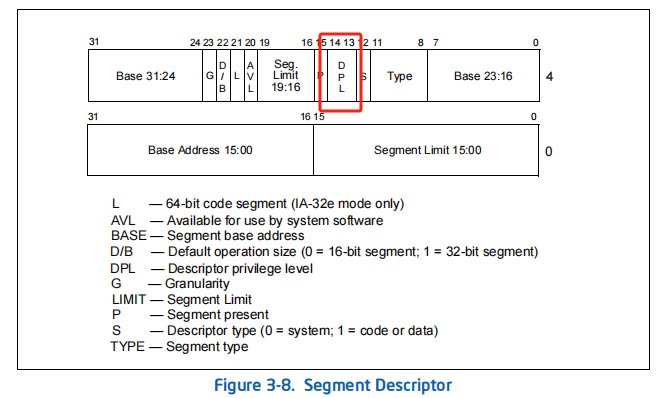 31 24 23 22 21 20 19 16 15 14 13 12 11 8 7 0
Base 31:24 G D/B L AVL Seg. Limit 19:16 P DPL S Type Base 23:16 4
31 16 15 0
Base Address 15:00 Segment Limit 15:00 0
L — 64-bit code segment (IA-32e mode only)
AVL — Available for use by system software
BASE — Segment base address
D/B — Default operation size (0 = 16-bit segment; 1 = 32-bit segment)
DPL — Descriptor privilege level
G — Granularity
LIMIT — Segment Limit
P — Segment present
S — Descriptor type (0 = system; 1 = code or data)
TYPE — Segment type
Figure 3-8. Segment Descriptor